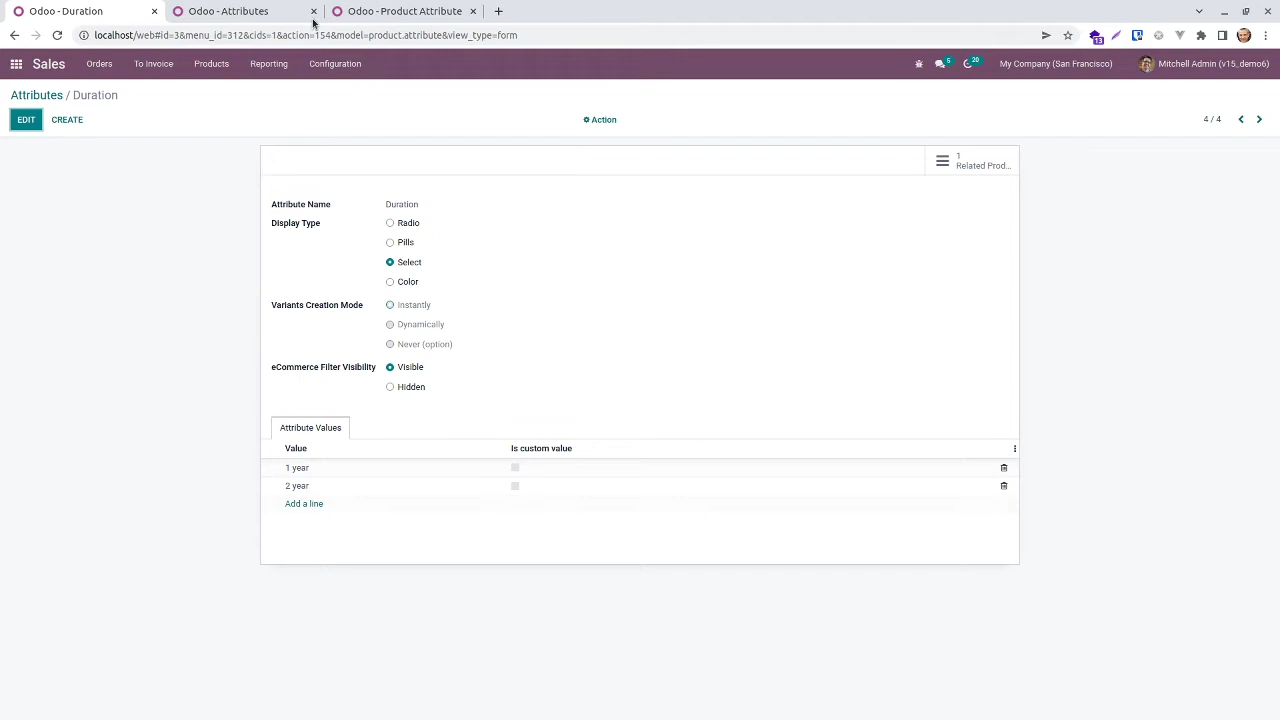 Odoo - Duration
Odoo - Attributes
Odoo - Product Attribute
localhost/web#id=3&menu_id=312&cids=1&action=154&model=product.attribute&view_type=form
13
Sales
Orders
To Invoice
Products
Reporting
Configuration
5
20
My Company (San Francisco)
Mitchell Admin (v15_demo6)
Attributes / Duration
EDIT
CREATE
Action
4 / 4
1
Related Prod...
Attribute Name
Duration
Display Type
Radio
Pills
Select
Color
Variants Creation Mode
Instantly
Dynamically
Never (option)
eCommerce Filter Visibility
Visible
Hidden
Attribute Values
Value
Is custom value
1 year
2 year
Add a line